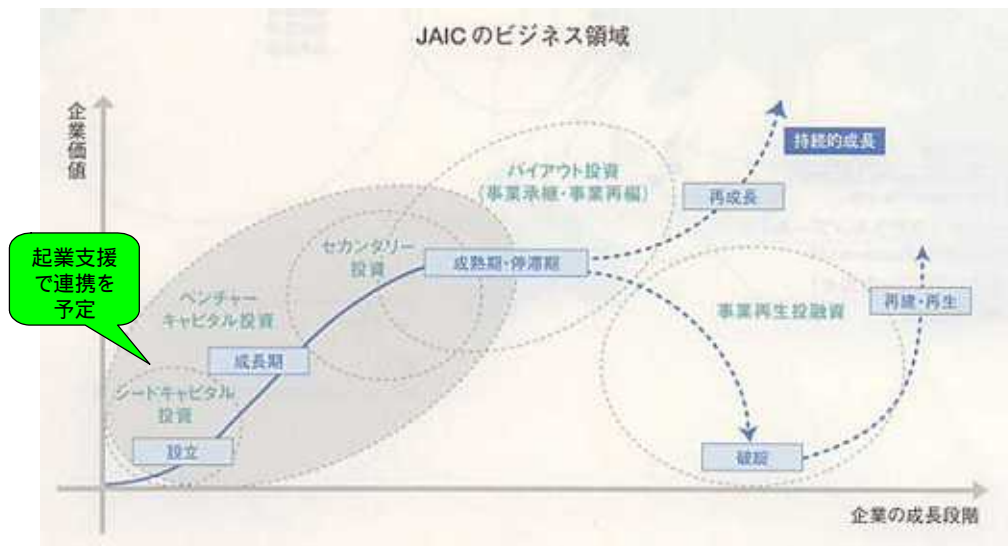 JAICのビジネス領域
企業価値
持続的成長
バイアウト投資
(事業承継・事業再編)
再成長
起業支援
で連携を
予定
セカンダリー
投資
成熟期・停滞期
ベンチャー
キャピタル投資
事業再生投融資
再建・再生
成長期
シードキャピタル
投資
設立
破綻
企業の成長段階